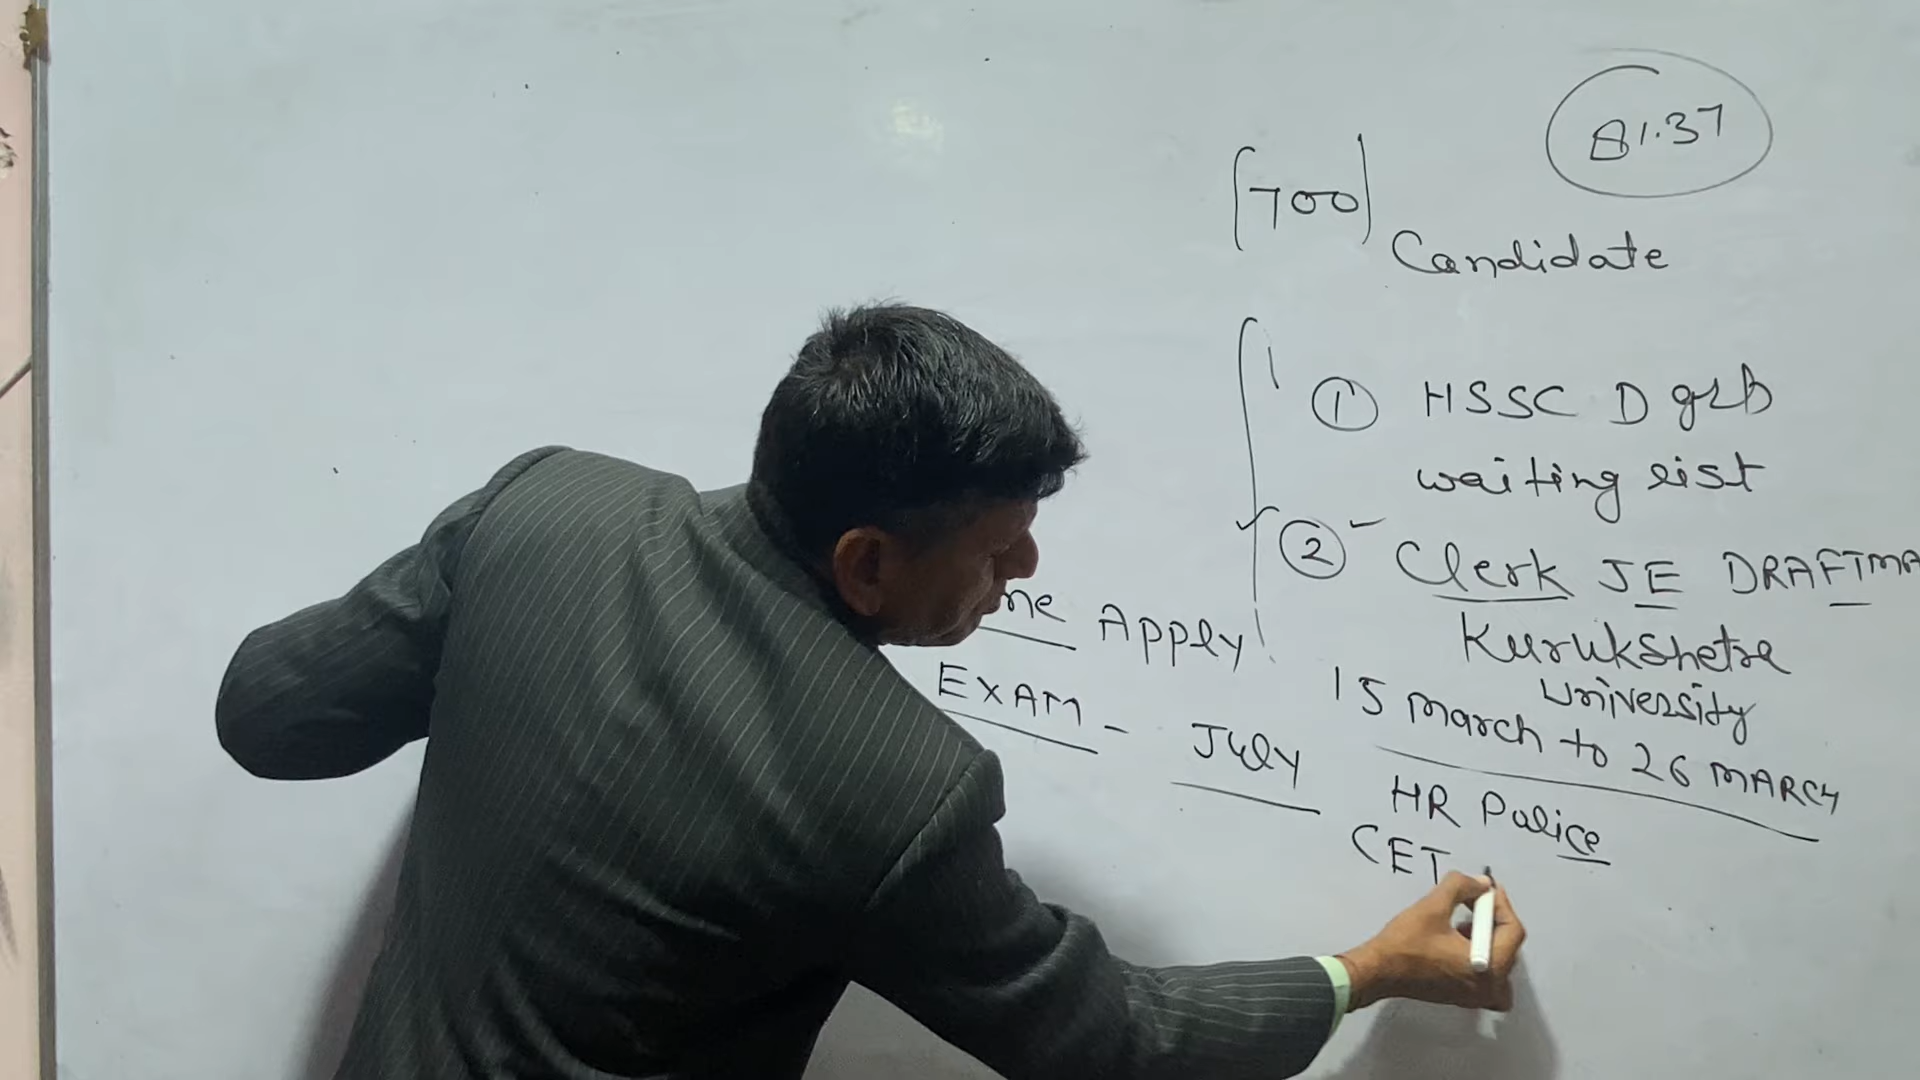 81.37
[700]
Candidate
① HSSC D grb
waiting list
② Clerk JE DRAFTMA
Kurukshetra
University
15 march to 26 MARCH
ne Apply
EXAM - July
HR Police
CET